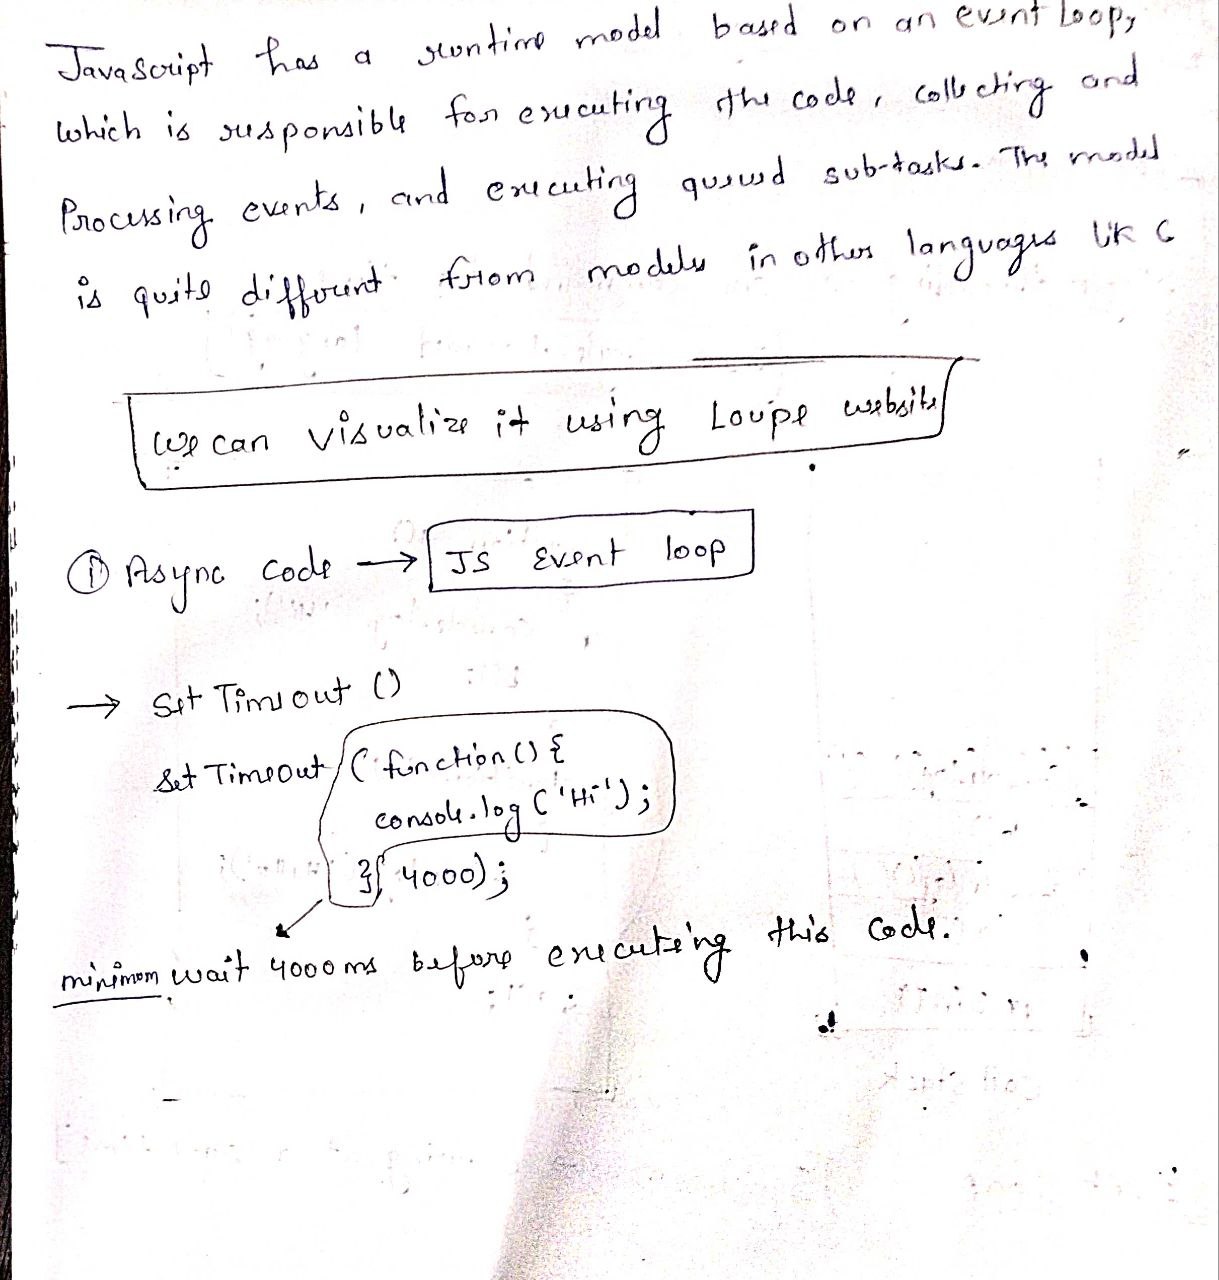 JavaScript has a runtime model based on an event loop,
which is responsible for executing the code, collecting and
Processing events, and executing queued sub-tasks. The model
is quite different from models in other languages like C
We can visualize it using Loupe website
① Async code → JS Event loop
→ Set Timeout ()
Set Timeout (function() {
console.log ('Hi');
}, 4000);
minimum wait 4000 ms before executeing this code.